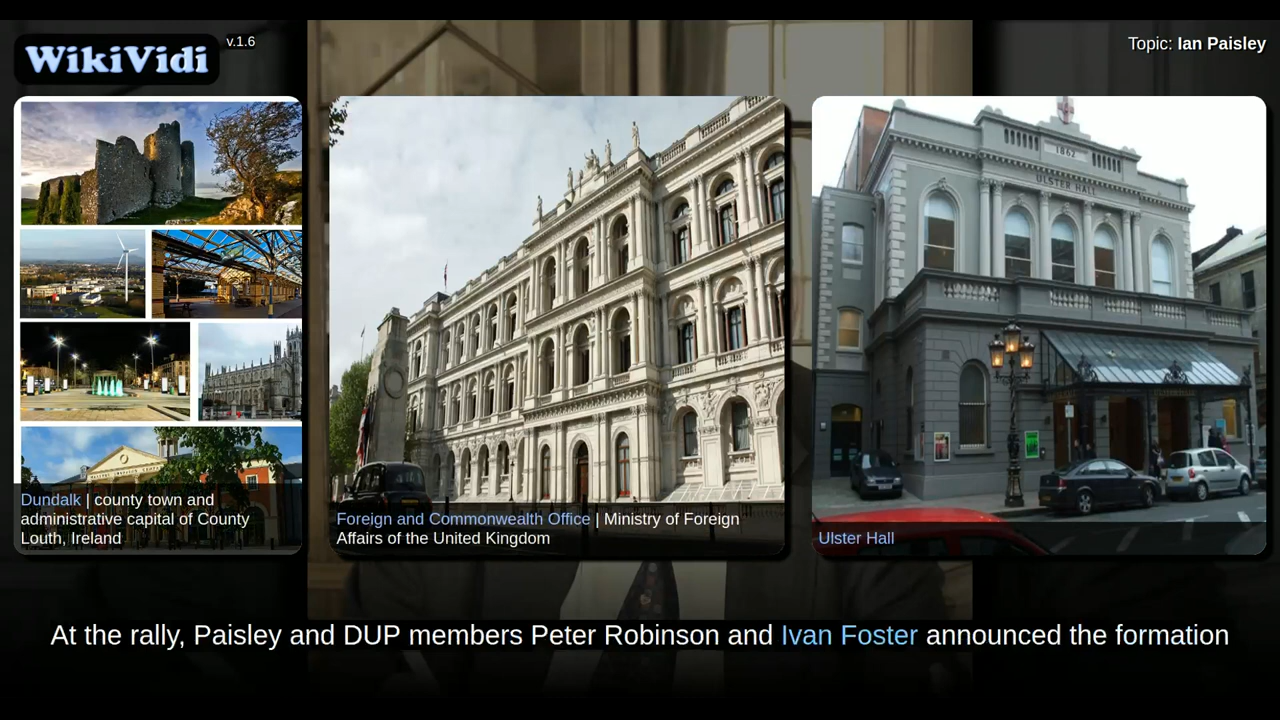 WikiVidi
v.1.6
Topic: Ian Paisley
1862
ULSTER HALL
Dundalk | county town and
administrative capital of County
Louth, Ireland
Foreign and Commonwealth Office | Ministry of Foreign
Affairs of the United Kingdom
Ulster Hall
At the rally, Paisley and DUP members Peter Robinson and Ivan Foster announced the formation